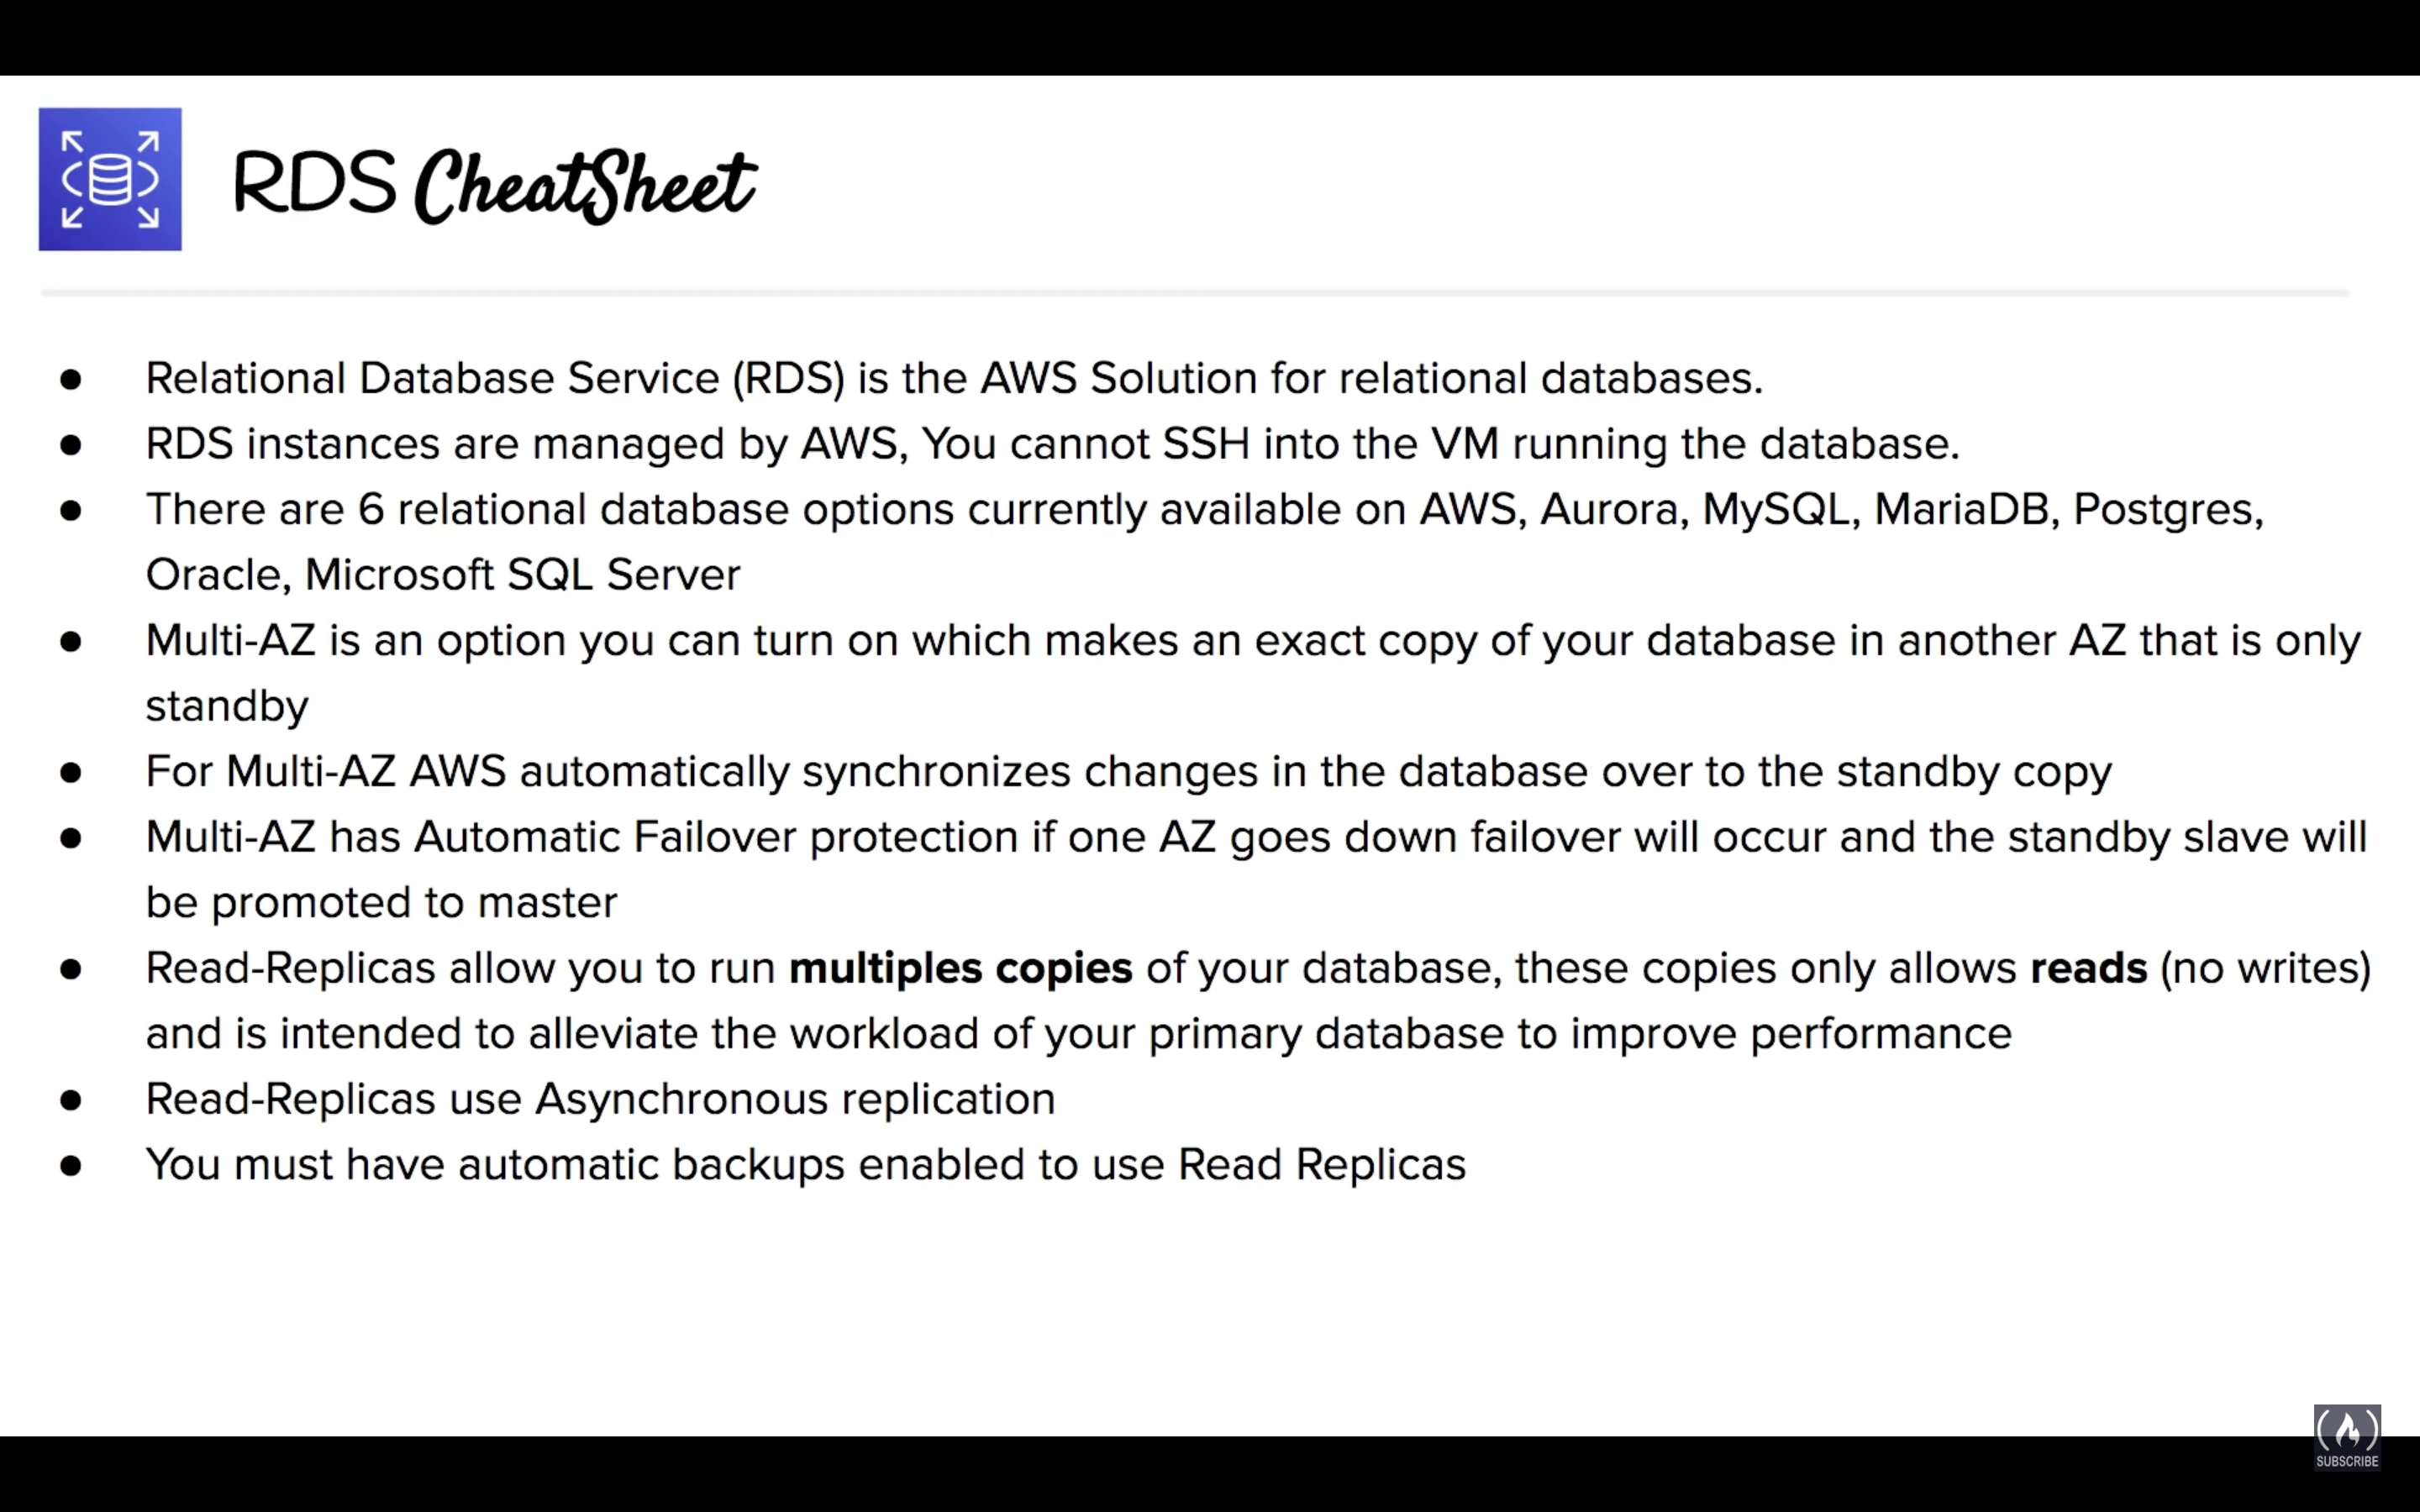 RDS CheatSheet
● Relational Database Service (RDS) is the AWS Solution for relational databases.
● RDS instances are managed by AWS, You cannot SSH into the VM running the database.
● There are 6 relational database options currently available on AWS, Aurora, MySQL, MariaDB, Postgres,
Oracle, Microsoft SQL Server
● Multi-AZ is an option you can turn on which makes an exact copy of your database in another AZ that is only
standby
● For Multi-AZ AWS automatically synchronizes changes in the database over to the standby copy
● Multi-AZ has Automatic Failover protection if one AZ goes down failover will occur and the standby slave will
be promoted to master
● Read-Replicas allow you to run multiples copies of your database, these copies only allows reads (no writes)
and is intended to alleviate the workload of your primary database to improve performance
● Read-Replicas use Asynchronous replication
● You must have automatic backups enabled to use Read Replicas
SUBSCRIBE